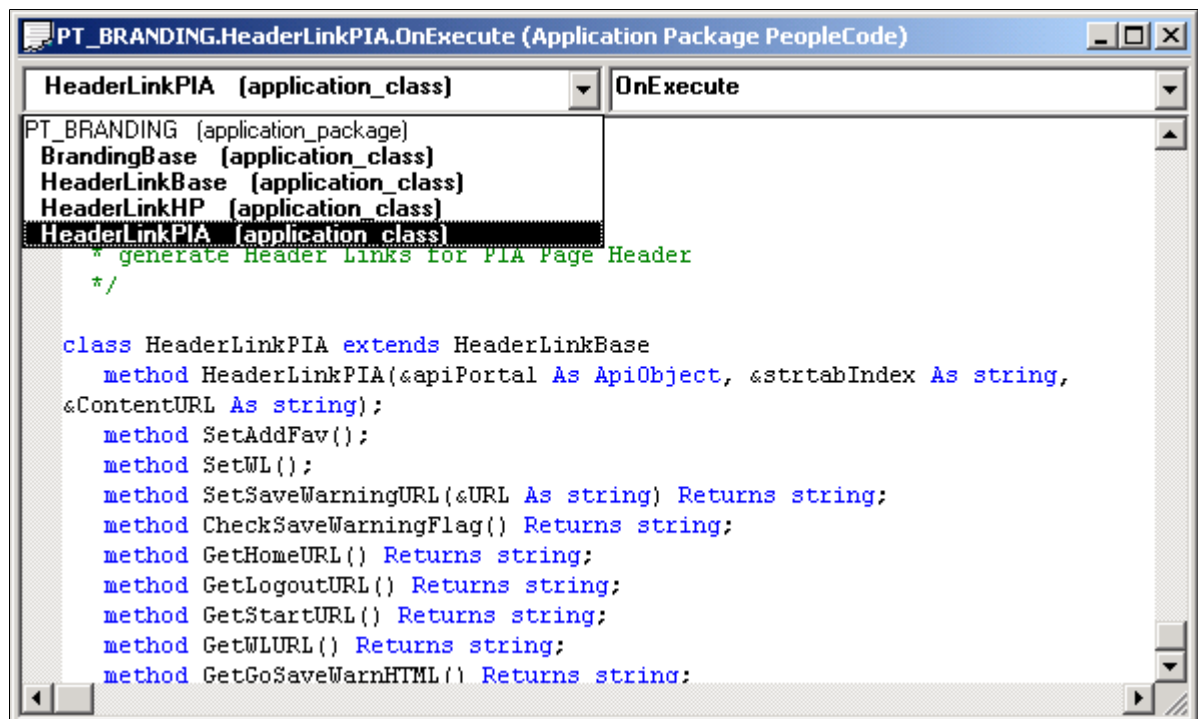 PT_BRANDING.HeaderLinkPIA.OnExecute (Application Package PeopleCode)
HeaderLinkPIA (application_class) OnExecute
PT_BRANDING (application_package)
BrandingBase (application_class)
HeaderLinkBase (application_class)
HeaderLinkHP (application_class)
HeaderLinkPIA (application_class)
* generate Header Links for PIA Page Header
*/
class HeaderLinkPIA extends HeaderLinkBase
method HeaderLinkPIA(&apiPortal As ApiObject, &strtabIndex As string,
&ContentURL As string);
method SetAddFav();
method SetWL();
method SetSaveWarningURL(&URL As string) Returns string;
method CheckSaveWarningFlag() Returns string;
method GetHomeURL() Returns string;
method GetLogoutURL() Returns string;
method GetStartURL() Returns string;
method GetWLURL() Returns string;
method GetGoSaveWarnHTML() Returns string;